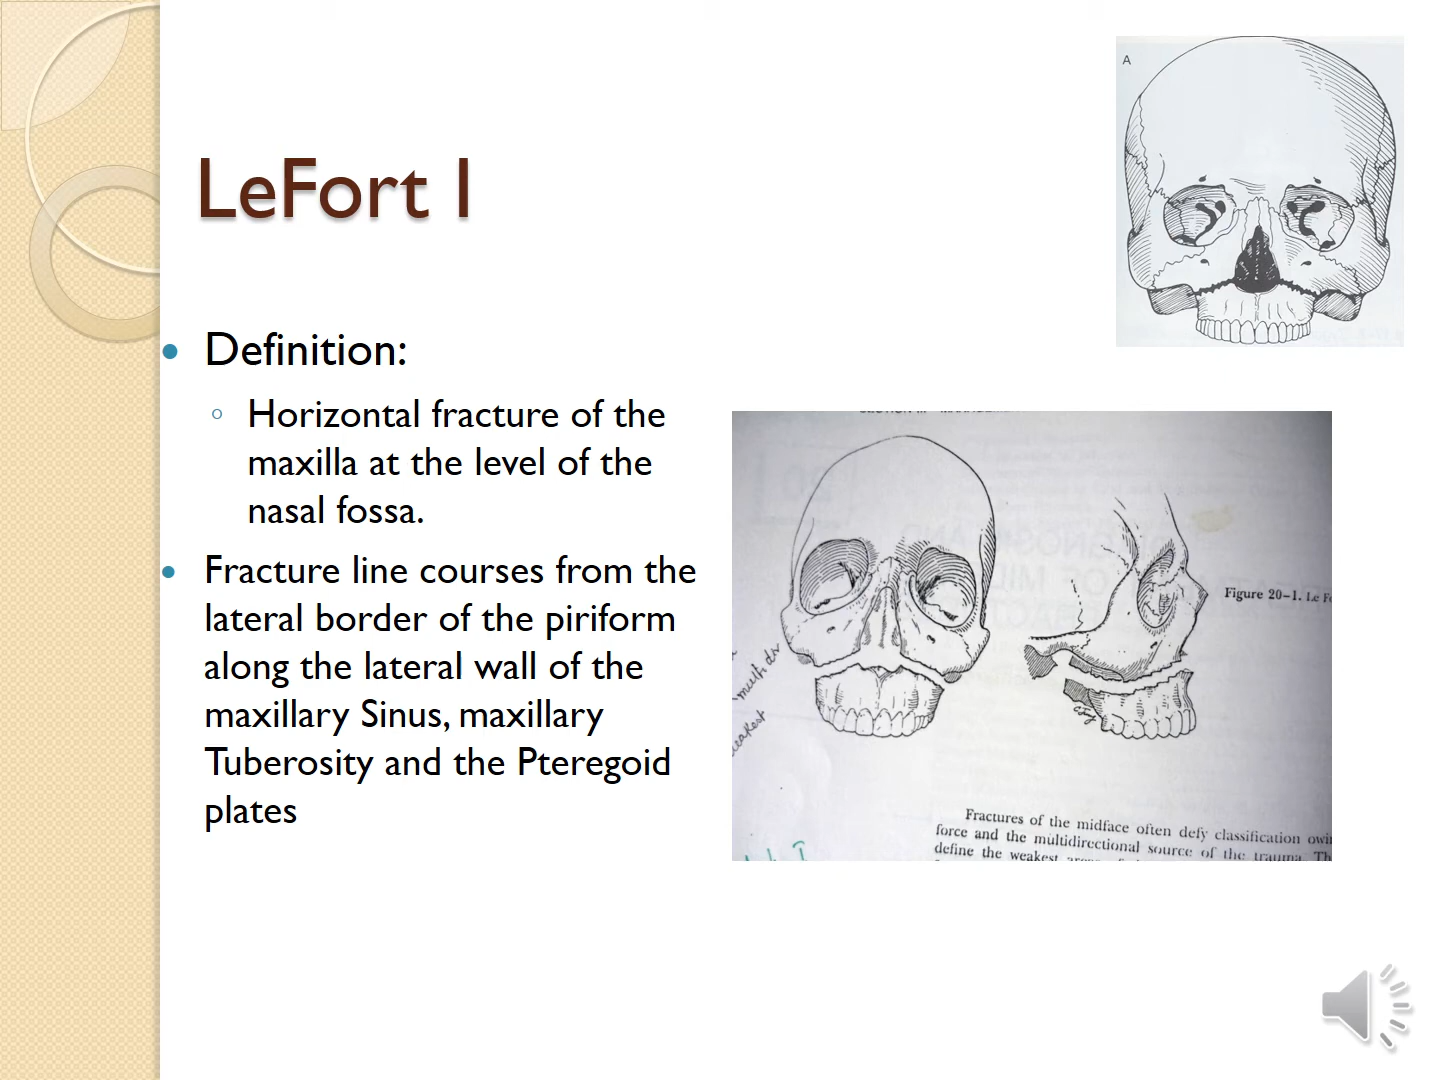 LeFort I
Definition:
Horizontal fracture of the
maxilla at the level of the
nasal fossa.
Fracture line courses from the
lateral border of the piriform
along the lateral wall of the
maxillary Sinus, maxillary
Tuberosity and the Pteregoid
plates
A
Figure 20-1. Le
Fractures of the midface often defy classification
force and the multidirectional source of the trauma.
define the weakest